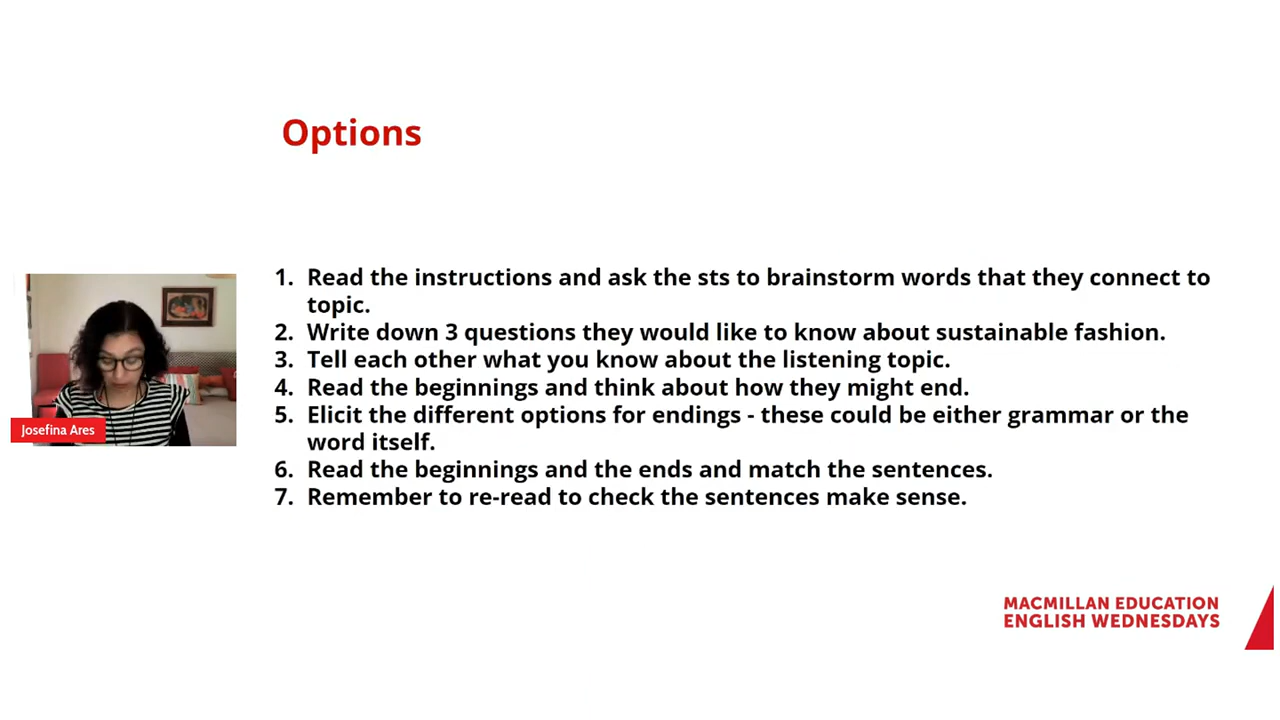 Options
1. Read the instructions and ask the sts to brainstorm words that they connect to
topic.
2. Write down 3 questions they would like to know about sustainable fashion.
3. Tell each other what you know about the listening topic.
4. Read the beginnings and think about how they might end.
5. Elicit the different options for endings - these could be either grammar or the
word itself.
6. Read the beginnings and the ends and match the sentences.
7. Remember to re-read to check the sentences make sense.
Josefina Ares
MACMILLAN EDUCATION
ENGLISH WEDNESDAYS